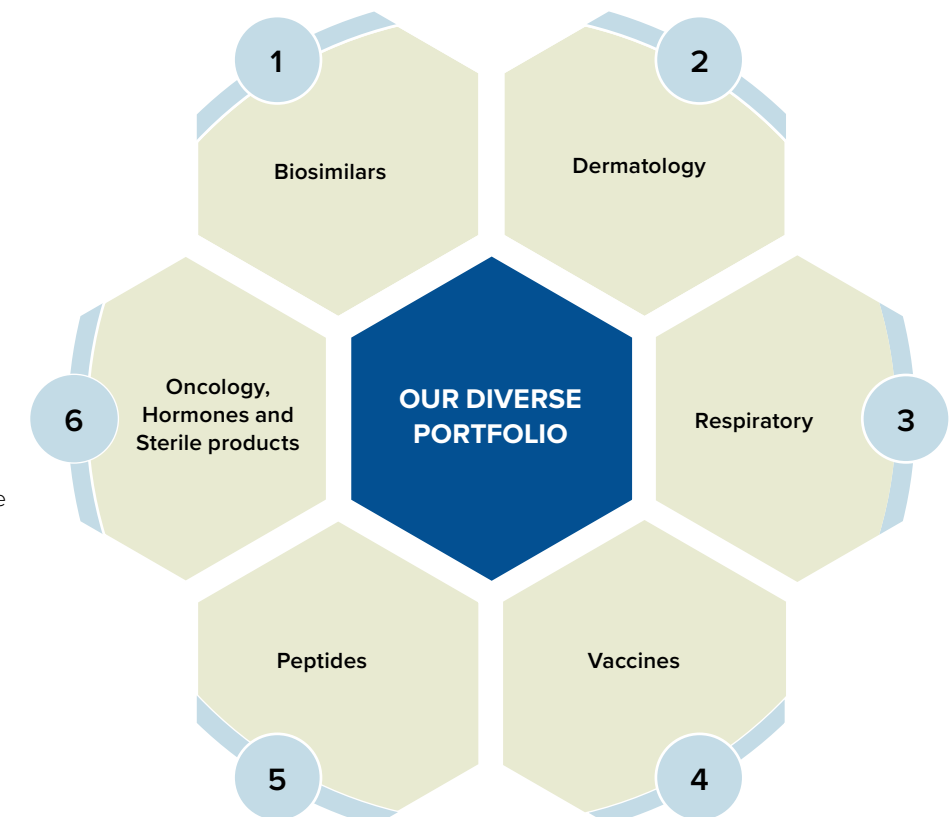 1
Biosimilars
2
Dermatology
OUR DIVERSE
PORTFOLIO
Respiratory
3
Vaccines
4
Peptides
5
Oncology,
Hormones and
Sterile products
6
e